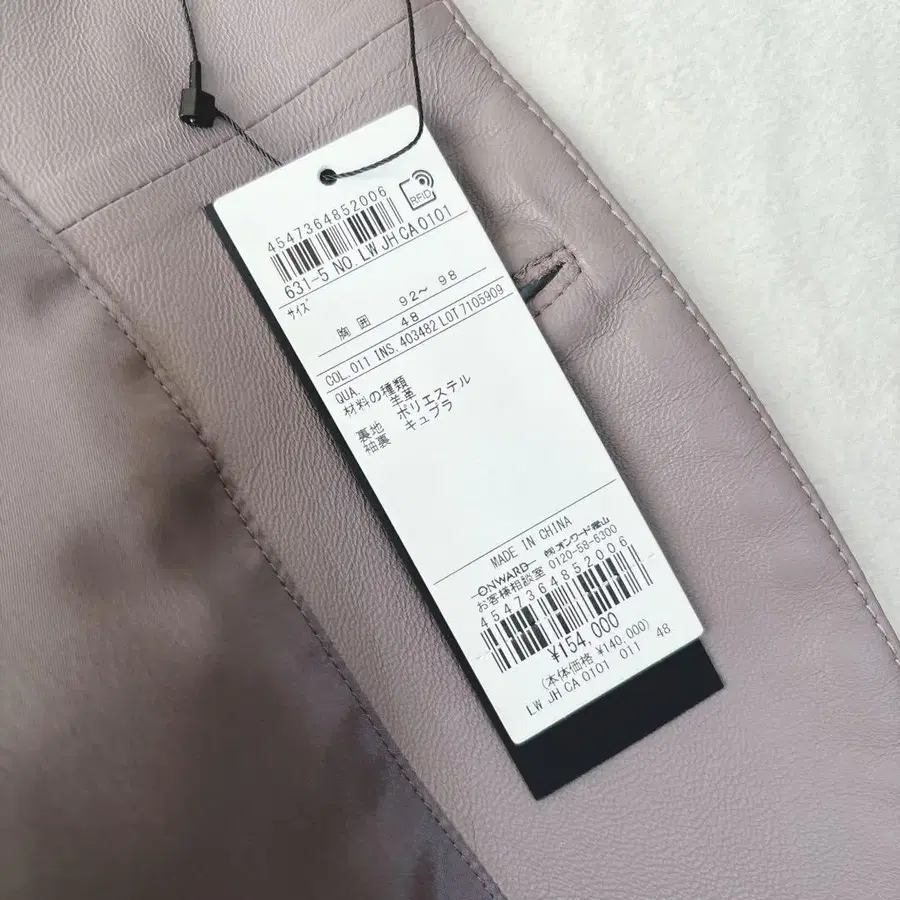 4547364852006
RFID
631-5 NO. LW JH CA 0101
サイズ
胸囲 92～ 98
48
COL. 011 INS. 403482 LOT 7105909
QUA.
材料の種類
羊革
裏地 ポリエステル
袖裏 キュプラ
MADE IN CHINA
ONWARD ㈱オンワード樫山
お客様相談室 0120-58-6300
4547364852006
¥154,000
(本体価格 ¥140,000)
LW JH CA 0101 011 48